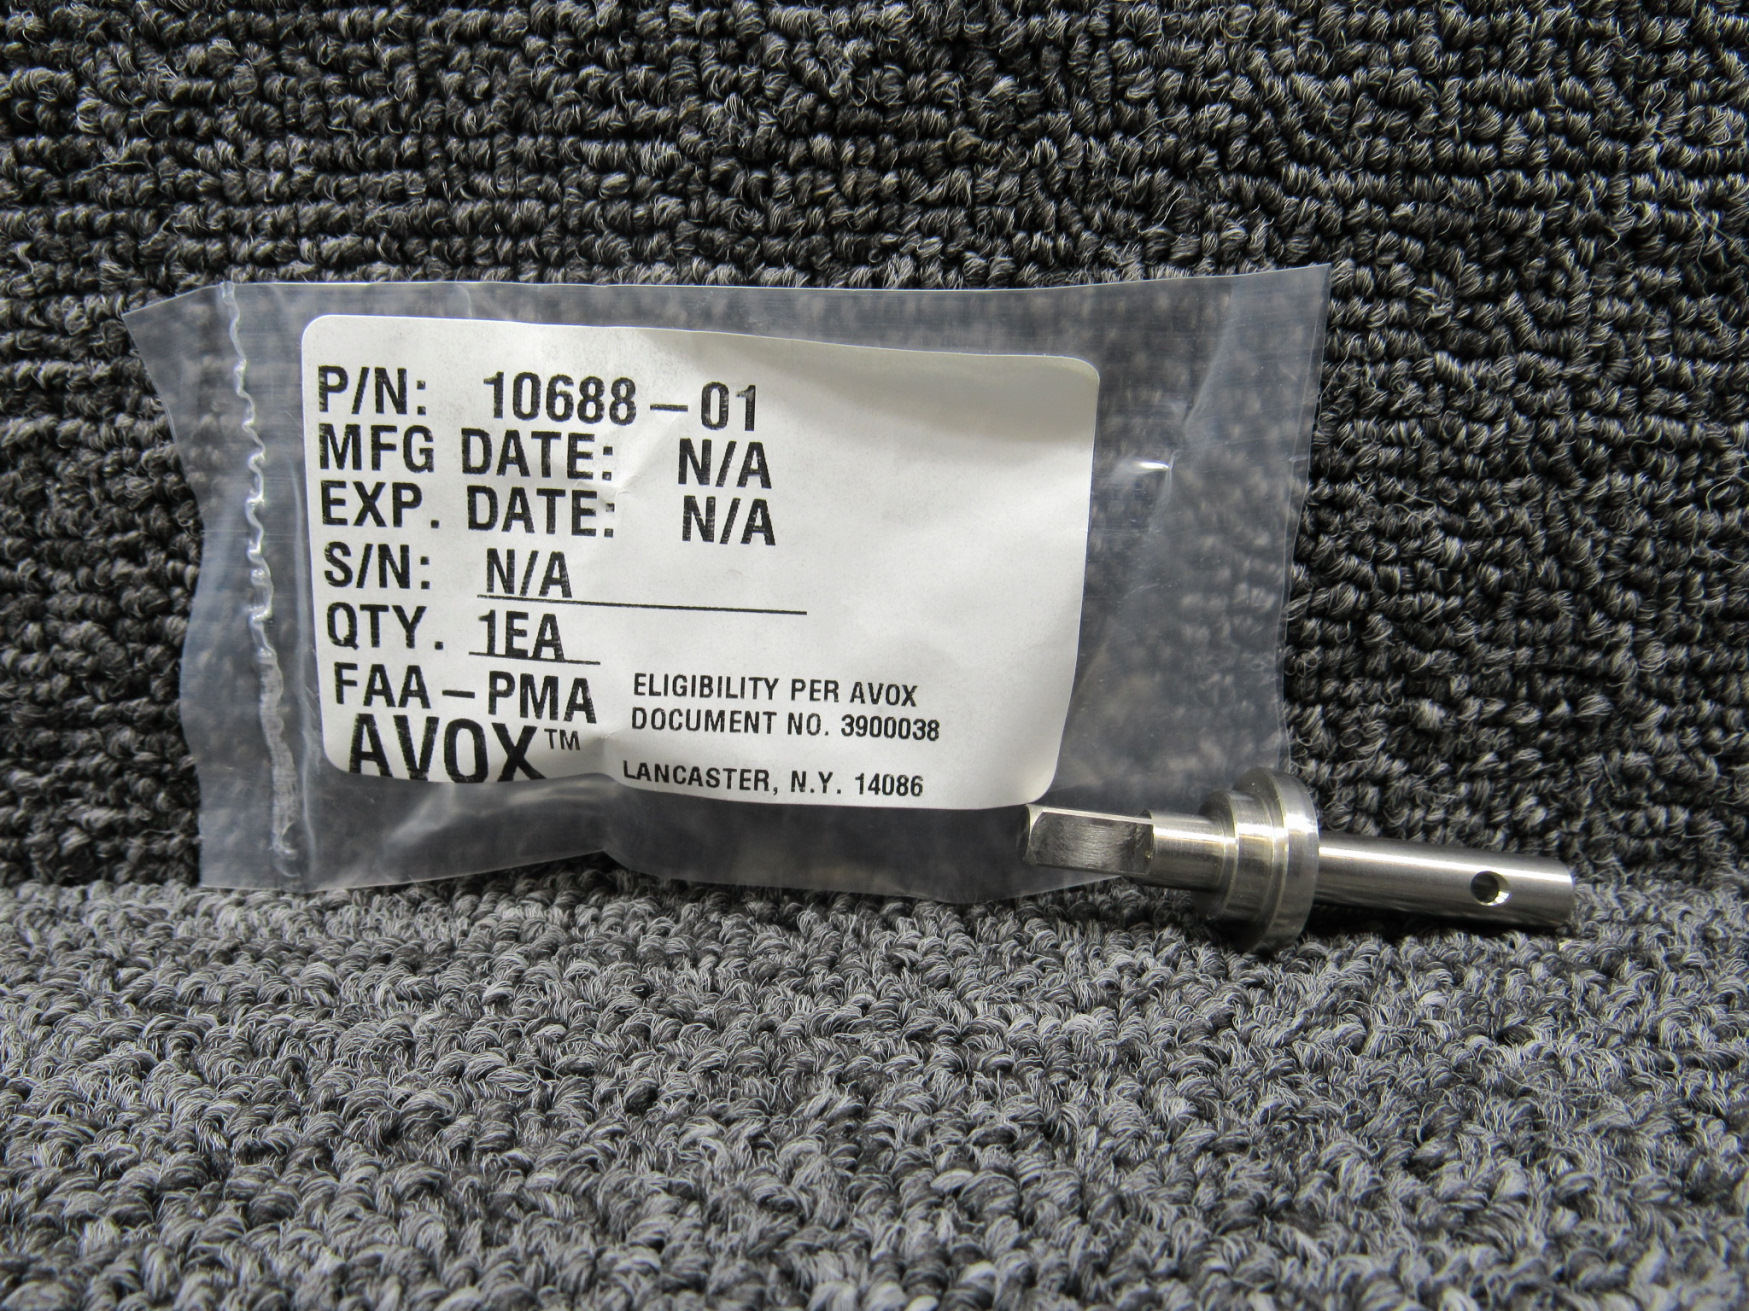 P/N: 10688-01
MFG DATE: N/A
EXP. DATE: N/A
S/N: N/A
QTY. 1EA
FAA-PMA
AVOX™
ELIGIBILITY PER AVOX
DOCUMENT NO. 3900038
LANCASTER, N.Y. 14086